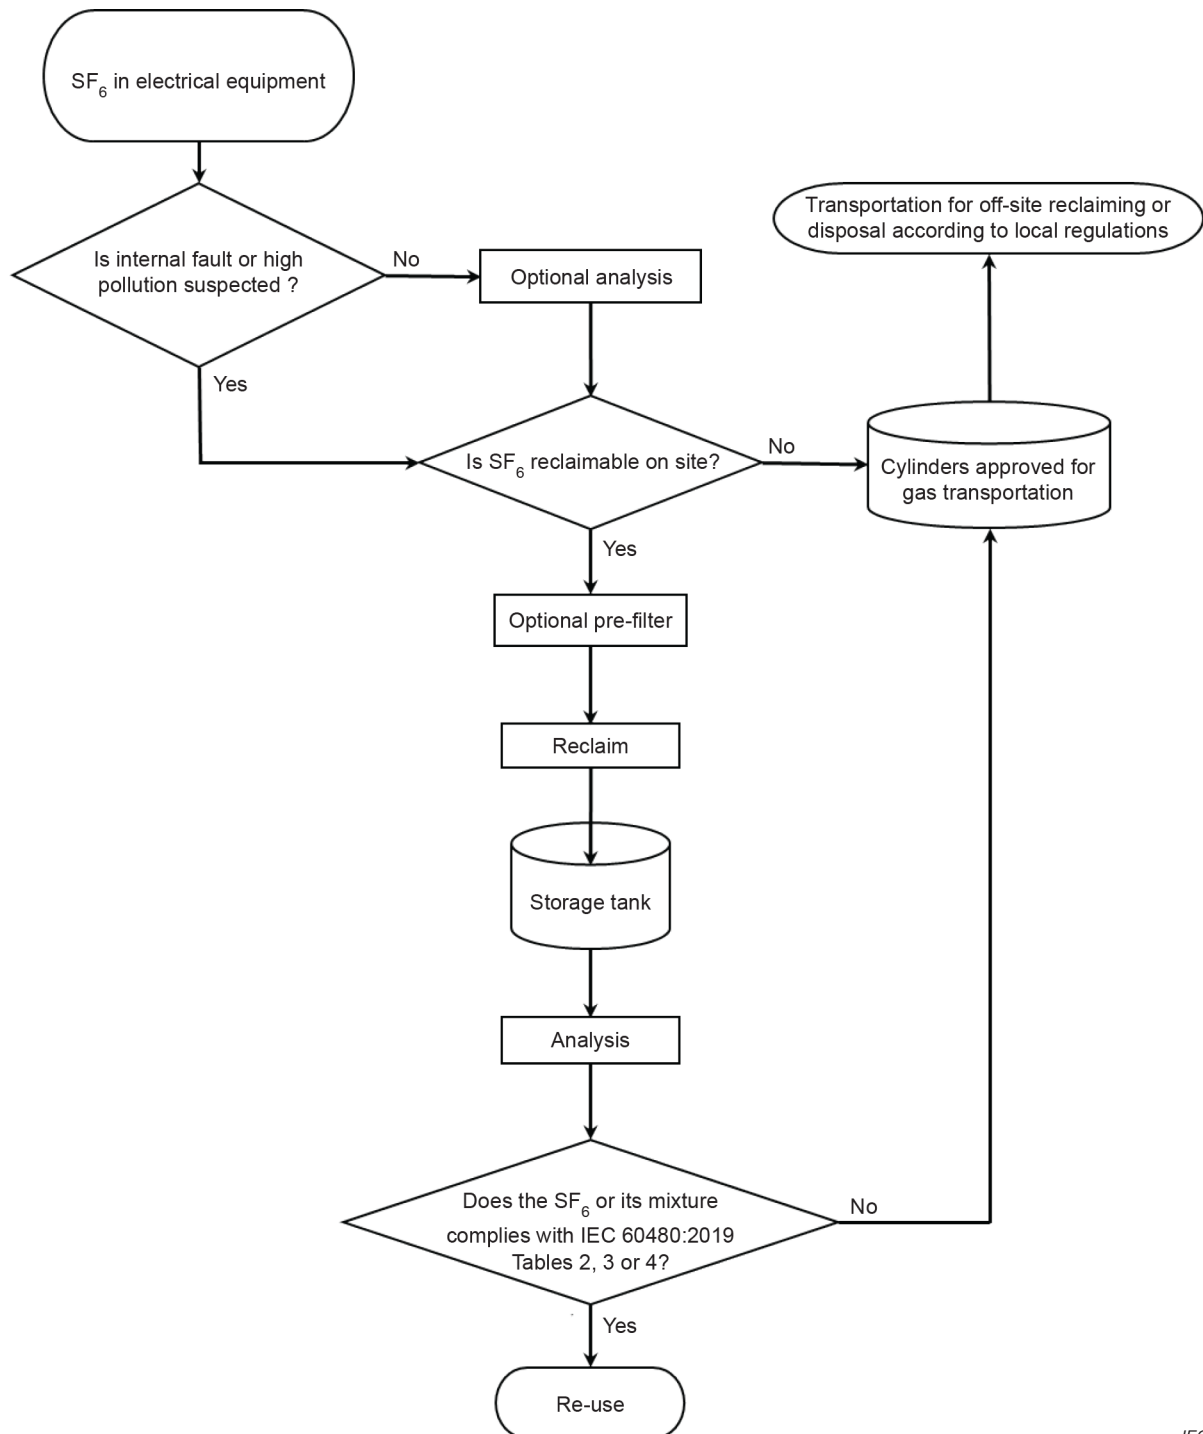 SF6 in electrical equipment
Is internal fault or high
pollution suspected ?
No
Optional analysis
Transportation for off-site reclaiming or
disposal according to local regulations
Yes
Is SF6 reclaimable on site?
No
Cylinders approved for
gas transportation
Yes
Optional pre-filter
Reclaim
Storage tank
Analysis
Does the SF6 or its mixture
complies with IEC 60480:2019
Tables 2, 3 or 4?
No
Yes
Re-use